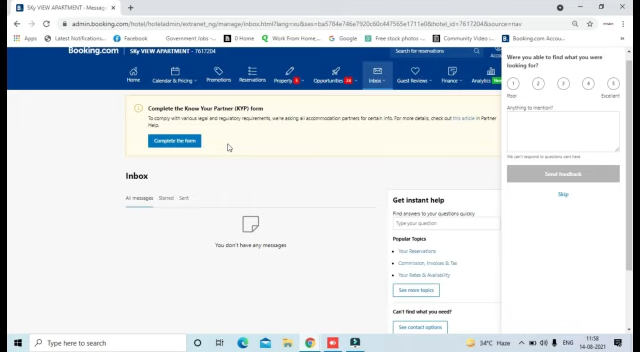 SKy VIEW APARTMENT - Message
admin.booking.com/hotel/hoteladmin/extranet_ng/manage/inbox.html?lang=xu&ses=ba5784e746e7920c60c447565e1711e0&hotel_id=7617204&source=nav
Apps
Latest Notifications...
Facebook
Government Jobs -...
D Home
Work From Home;...
Google
Free stock photos -...
Community Video -...
Booking.com Accou...
Booking.com
SKy VIEW APARTMENT · 7617204
Search for reservations
Home
Calendar & Pricing
Promotions
Reservations
Property
Opportunities
Inbox
Guest Reviews
Finance
Analytics
Complete the Know Your Partner (KYP) form
To comply with various legal and regulatory requirements, we're asking all accommodation partners for certain info. For more details, check out this article in Partner
Help.
Complete the form
Inbox
All messages
Starred
Sent
You don't have any messages
Get instant help
Find answers to your questions quickly
Type your question
Popular Topics
Your Reservations
Commission, Invoices & Tax
Your Rates & Availability
See more topics
Can't find what you need?
See contact options
Were you able to find what you were
looking for?
1 2 3 4 5
Poor
Excellent
Anything to mention?
We can't respond to questions sent here
Send feedback
Skip
Type here to search
34°C Haze
ENG
11:58
14-08-2021